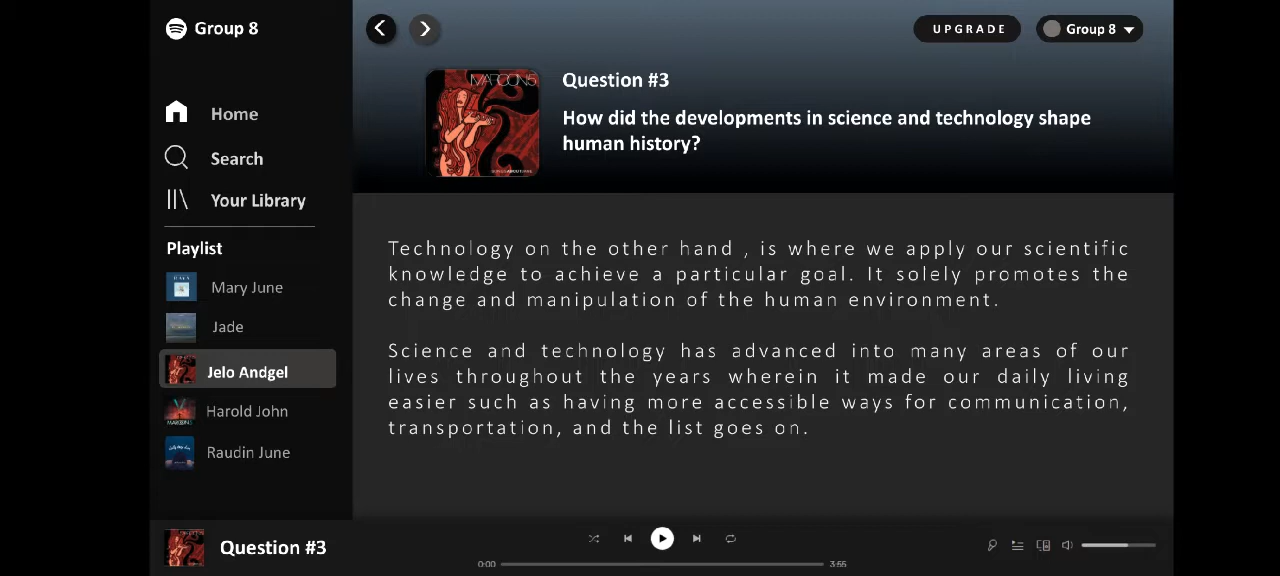 Group 8
UPGRADE
Group 8
Home
Search
Your Library
Playlist
Mary June
Jade
Jelo Andgel
Harold John
Raudin June
MAROON5
Question #3
How did the developments in science and technology shape
human history?
Technology on the other hand , is where we apply our scientific
knowledge to achieve a particular goal. It solely promotes the
change and manipulation of the human environment.
Science and technology has advanced into many areas of our
lives throughout the years wherein it made our daily living
easier such as having more accessible ways for communication,
transportation, and the list goes on.
Question #3
0:00
3:55